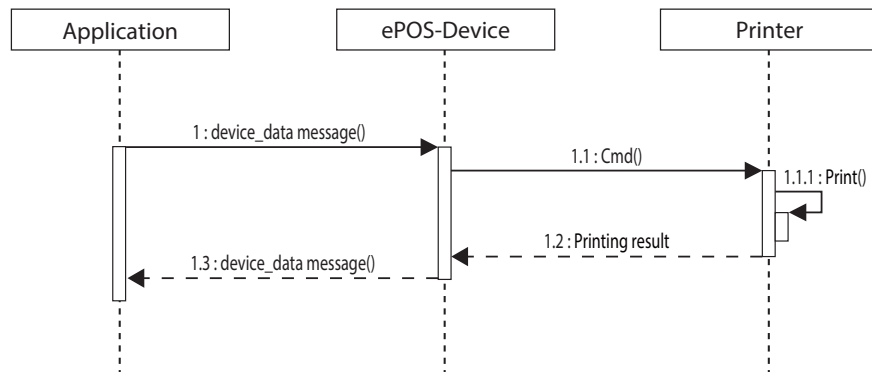 Application
ePOS-Device
Printer
1 : device_data message()
1.1 : Cmd()
1.1.1 : Print()
1.2 : Printing result
1.3 : device_data message()